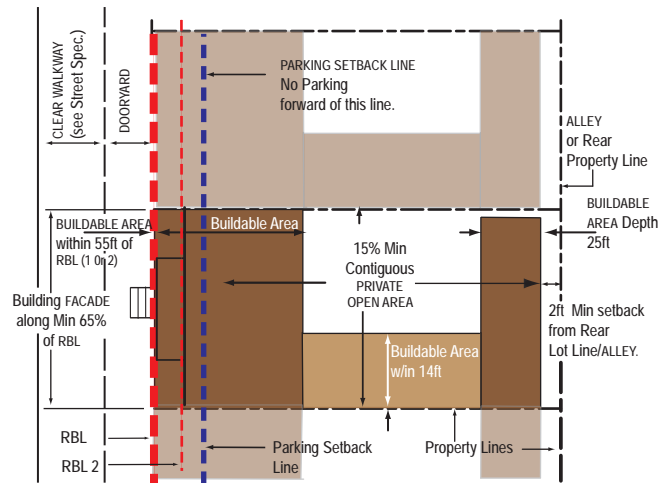 CLEAR WALKWAY
(see Street Spec.)
DOORYARD
PARKING SETBACK LINE
No Parking
forward of this line.
ALLEY
or Rear
Property Line
BUILDABLE AREA
within 55ft of
RBL (1 0r 2)
Buildable Area
BUILDABLE
AREA Depth
25ft
15% Min
Contiguous
PRIVATE
OPEN AREA
Building FACADE
along Min 65%
of RBL
2ft Min setback
from Rear
Lot Line/ALLEY.
Buildable Area
w/in 14ft
RBL
RBL 2
Parking Setback
Line
Property Lines